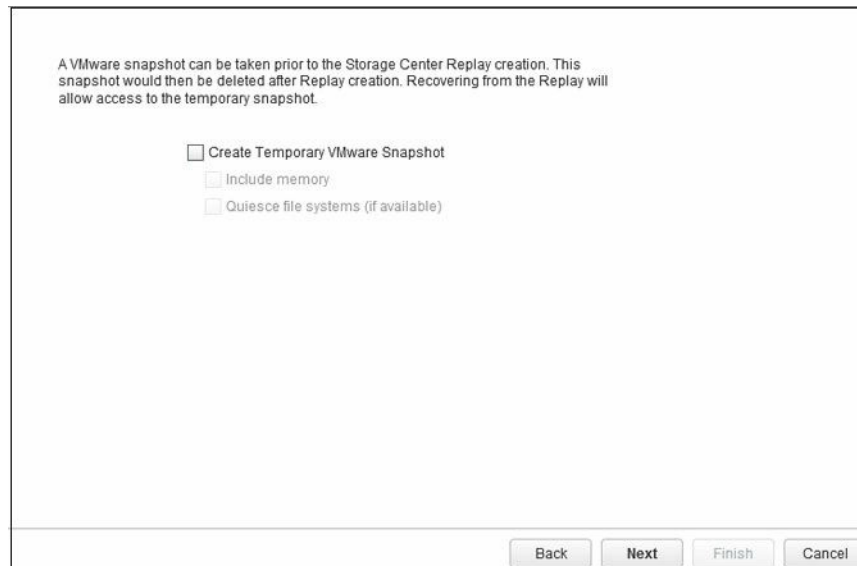 A VMware snapshot can be taken prior to the Storage Center Replay creation. This
snapshot would then be deleted after Replay creation. Recovering from the Replay will
allow access to the temporary snapshot.
Create Temporary VMware Snapshot
Include memory
Quiesce file systems (if available)
Back Next Finish Cancel